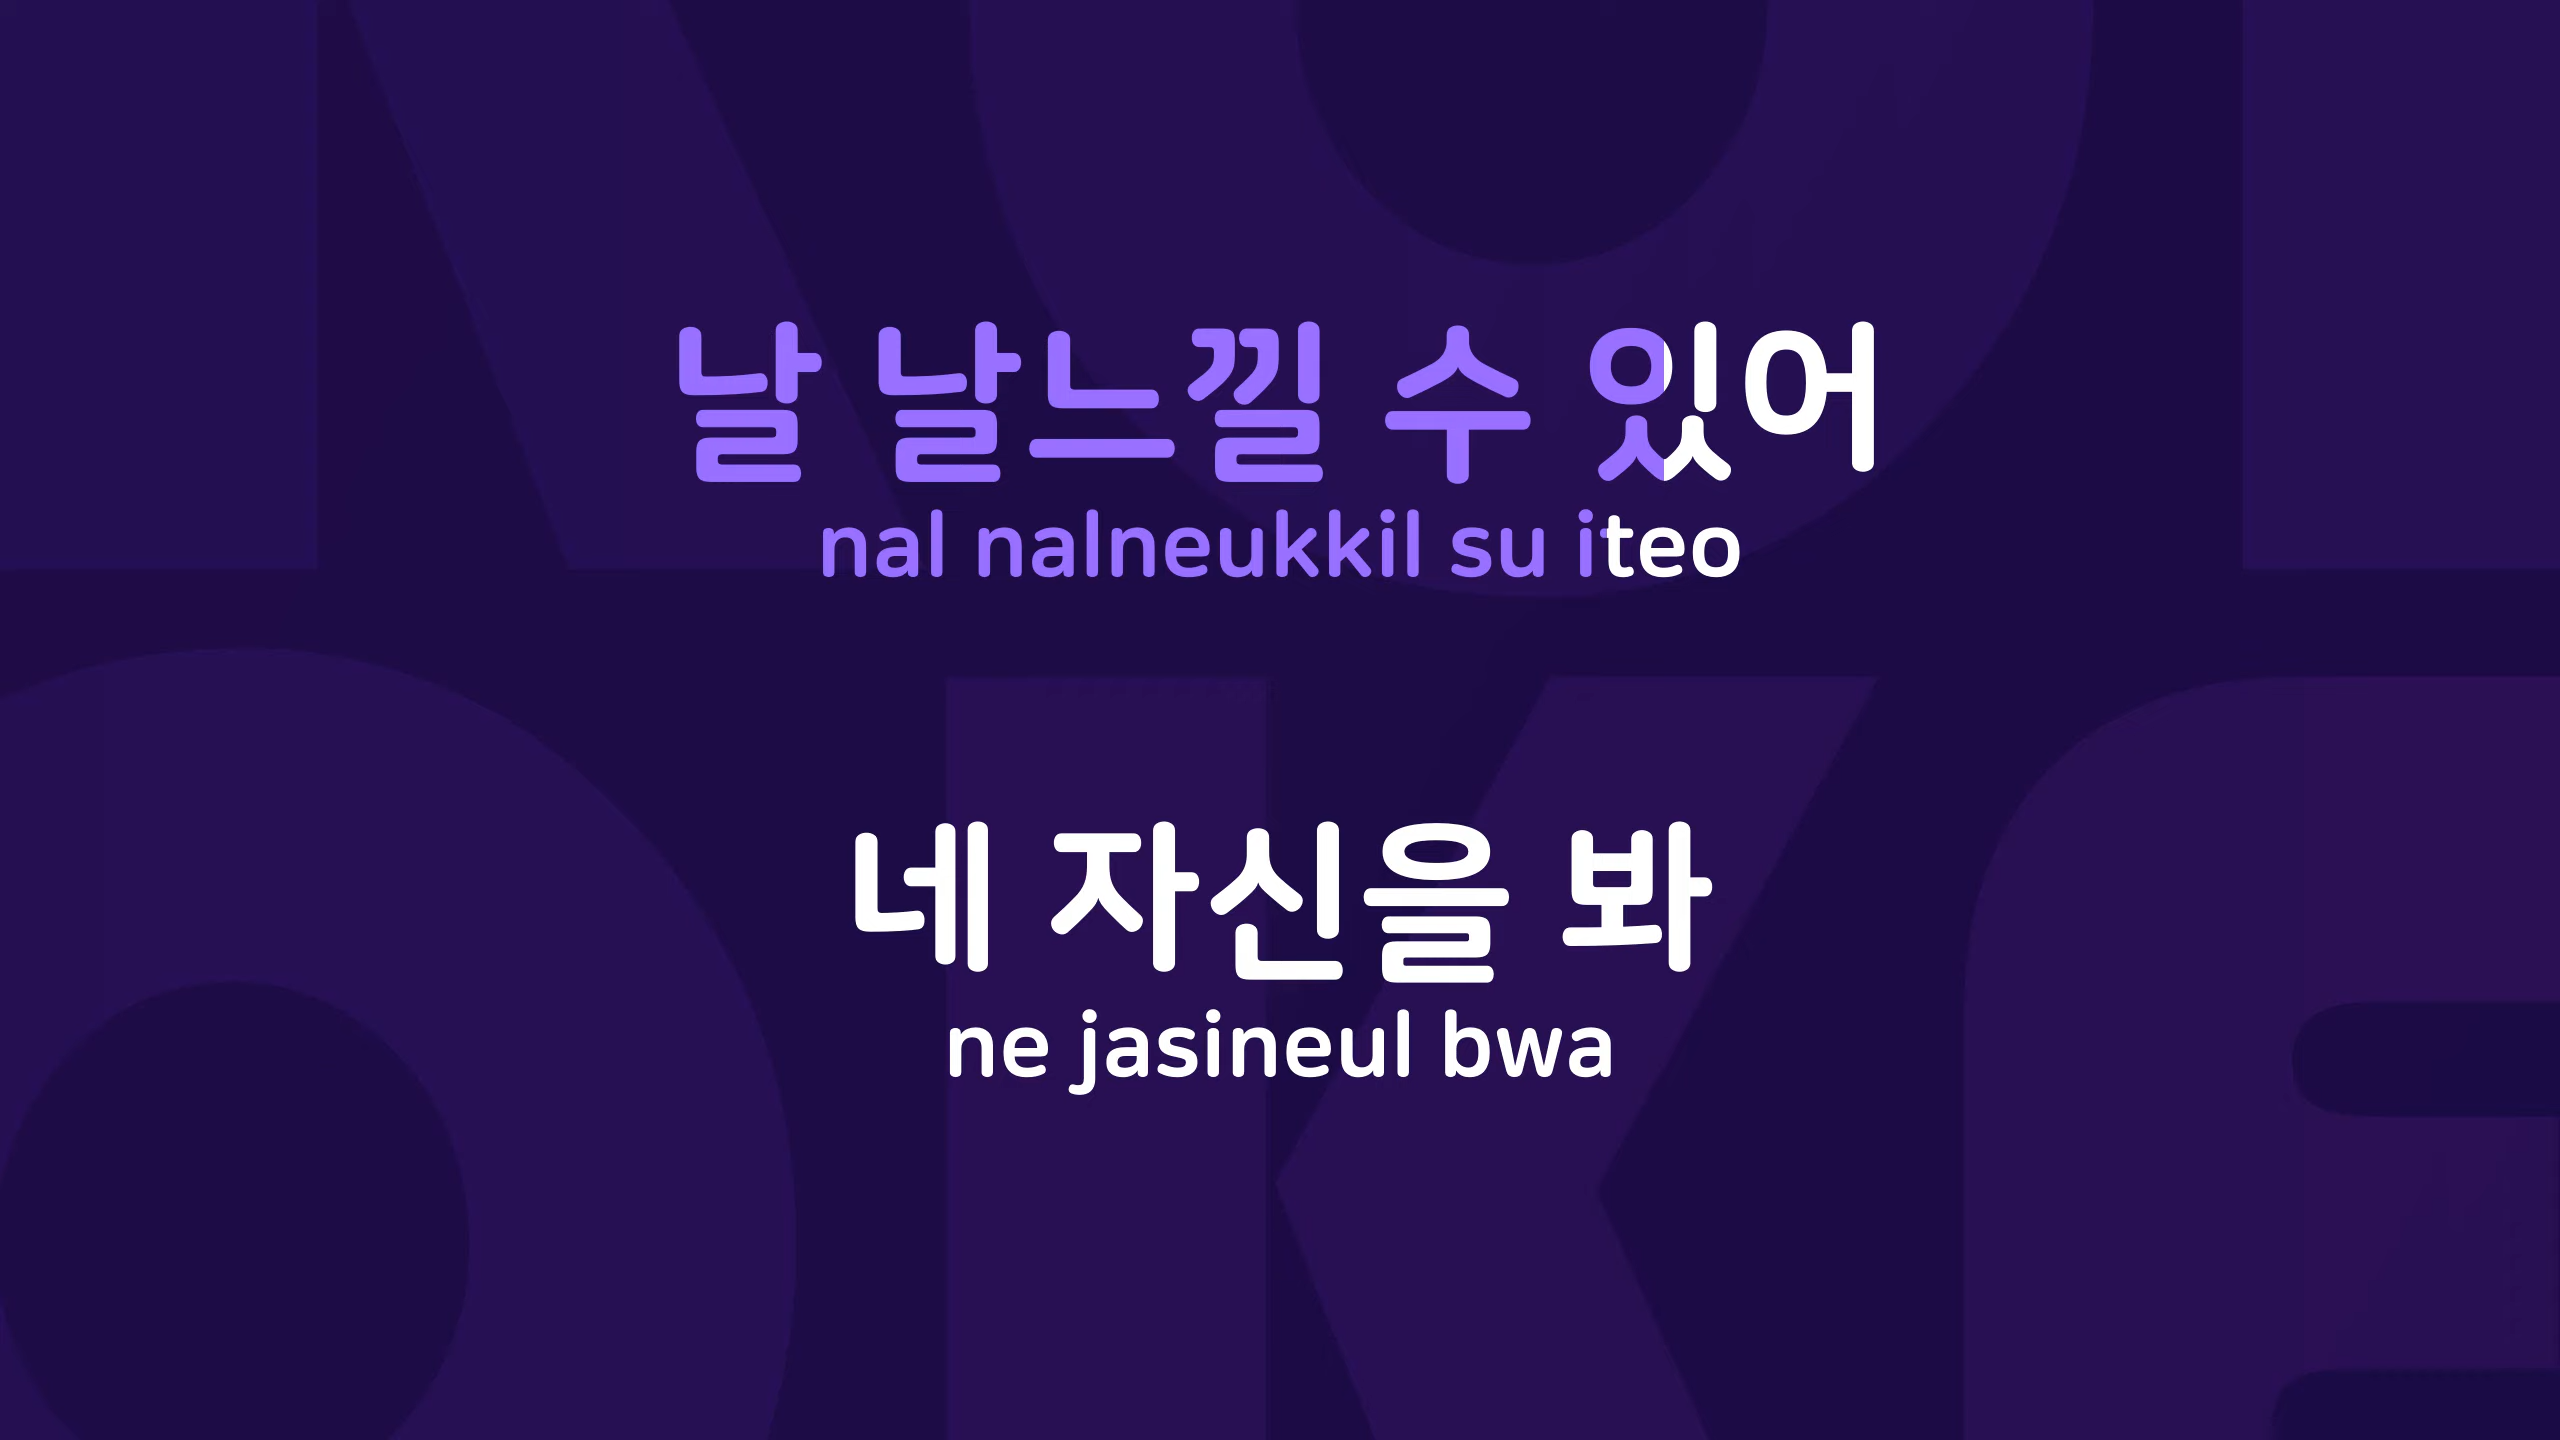 날 날느낄 수 있어
nal nalneukkil su iteo
네 자신을 봐
ne jasineul bwa